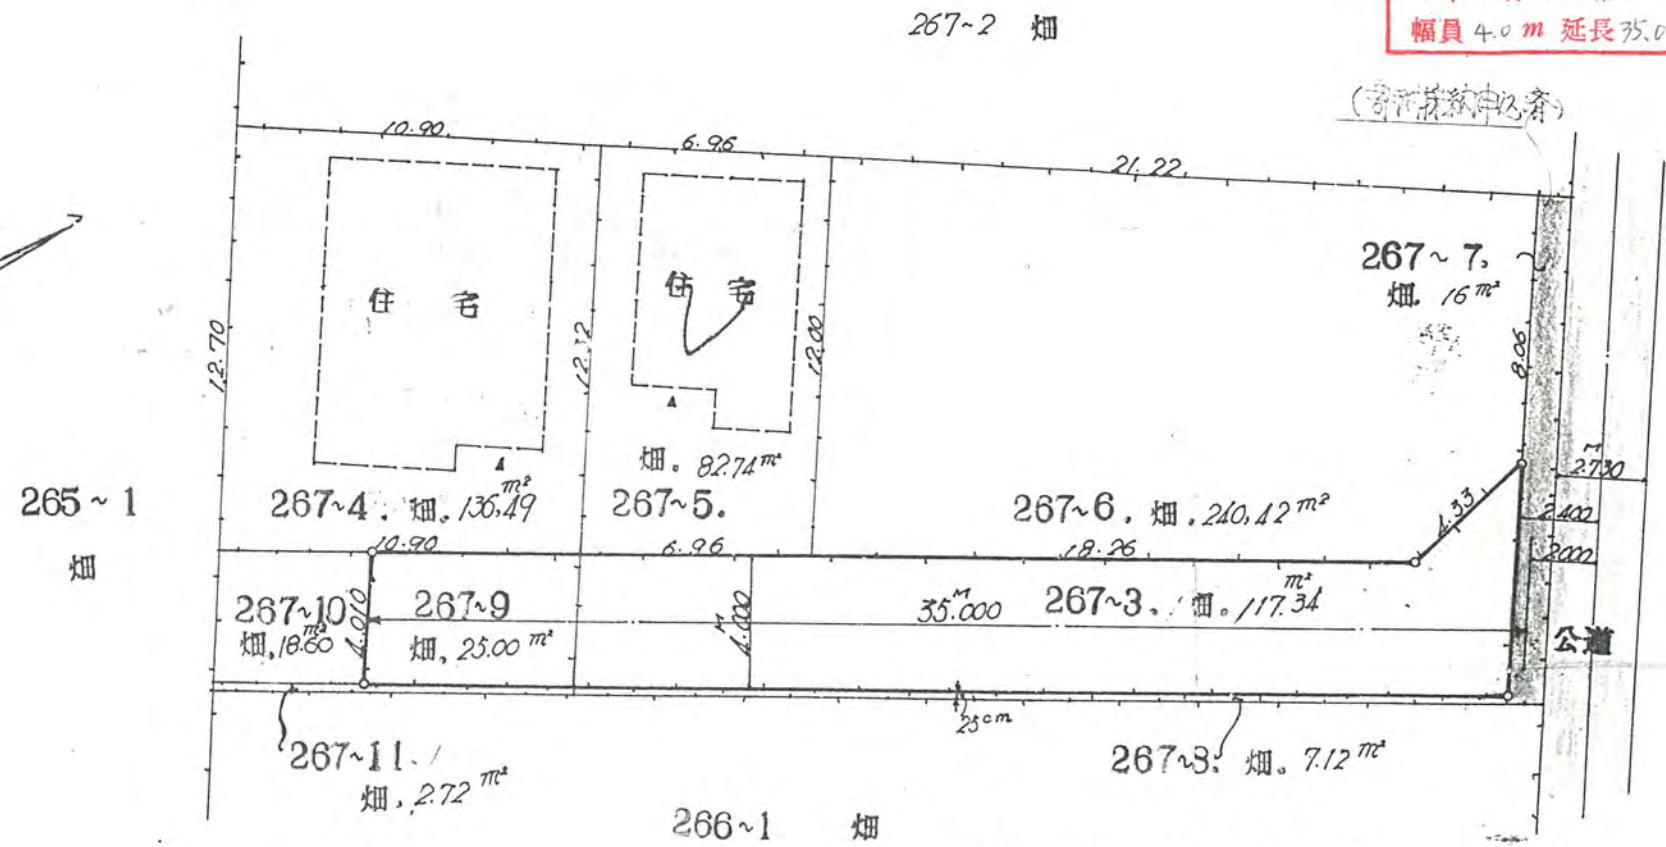 267~2 畑
幅員 4.0 m 延長 35.0
10.90
6.96
21.22
267~7.
畑. 16 m²
住 宅
住 宅
12.70
12.32
12.00
8.06
2.730
2.400
2.000
265~1
畑
267~4. 畑. 136.49 m²
畑。 82.74 m²
267~5.
267~6. 畑. 240.42 m²
4.33
10.90
6.96
18.26
267~10
畑, 18.60 m²
4.010
267~9
畑, 25.00 m²
M
4.000
M
35.000
267~3. 畑。 117.34 m²
公道
25cm
267~11.
畑. 2.72 m²
267~8. 畑。 7.12 m²
266~1 畑